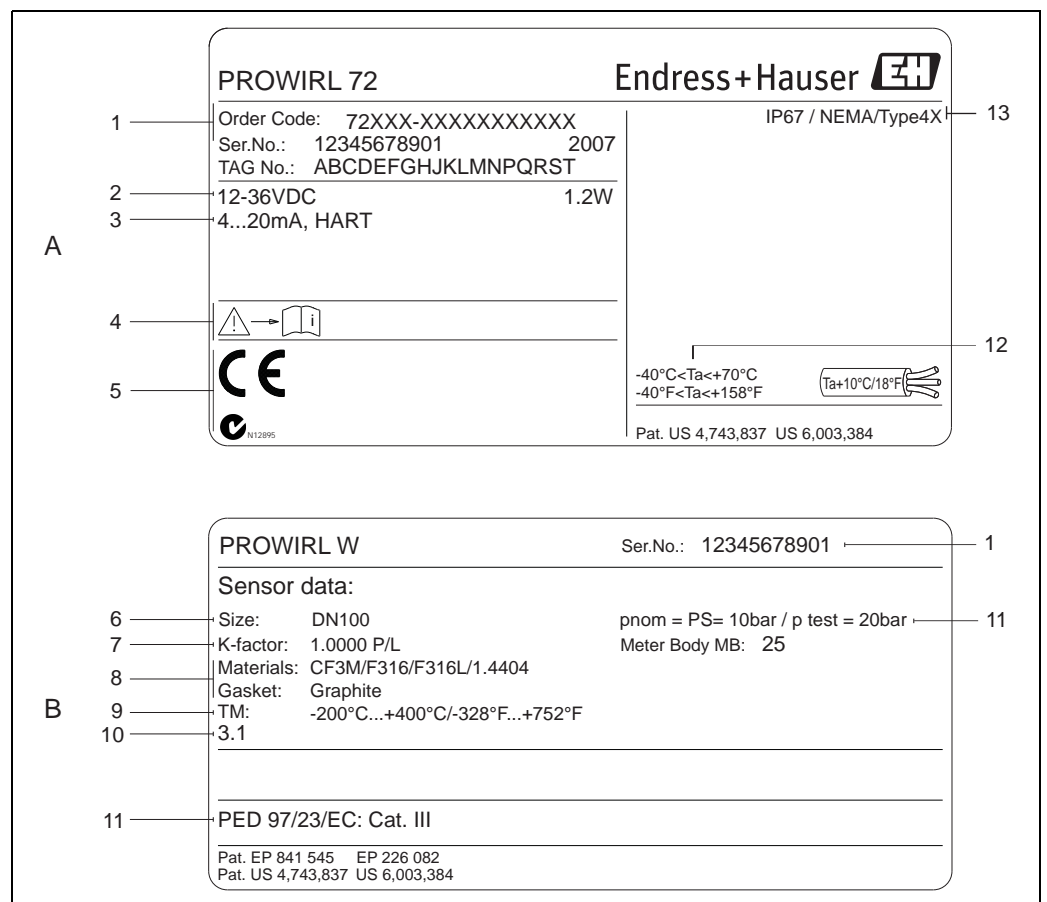 PROWIRL 72 Endress+Hauser EH
1 Order Code: 72XXX-XXXXXXXXXXX IP67 / NEMA/Type4X 13
Ser.No.: 12345678901 2007
TAG No.: ABCDEFGHJKLMNPQRST
2 12-36VDC 1.2W
3 4...20mA, HART
A
4 i
12
5 CE -40°C<Ta<+70°C Ta+10°C/18°F
-40°F<Ta<+158°F
N12895 Pat. US 4,743,837 US 6,003,384
PROWIRL W Ser.No.: 12345678901 1
Sensor data:
6 Size: DN100 pnom = PS= 10bar / p test = 20bar 11
7 K-factor: 1.0000 P/L Meter Body MB: 25
8 Materials: CF3M/F316/F316L/1.4404
Gasket: Graphite
B
9 TM: -200°C...+400°C/-328°F...+752°F
10 3.1
11 PED 97/23/EC: Cat. III
Pat. EP 841 545 EP 226 082
Pat. US 4,743,837 US 6,003,384